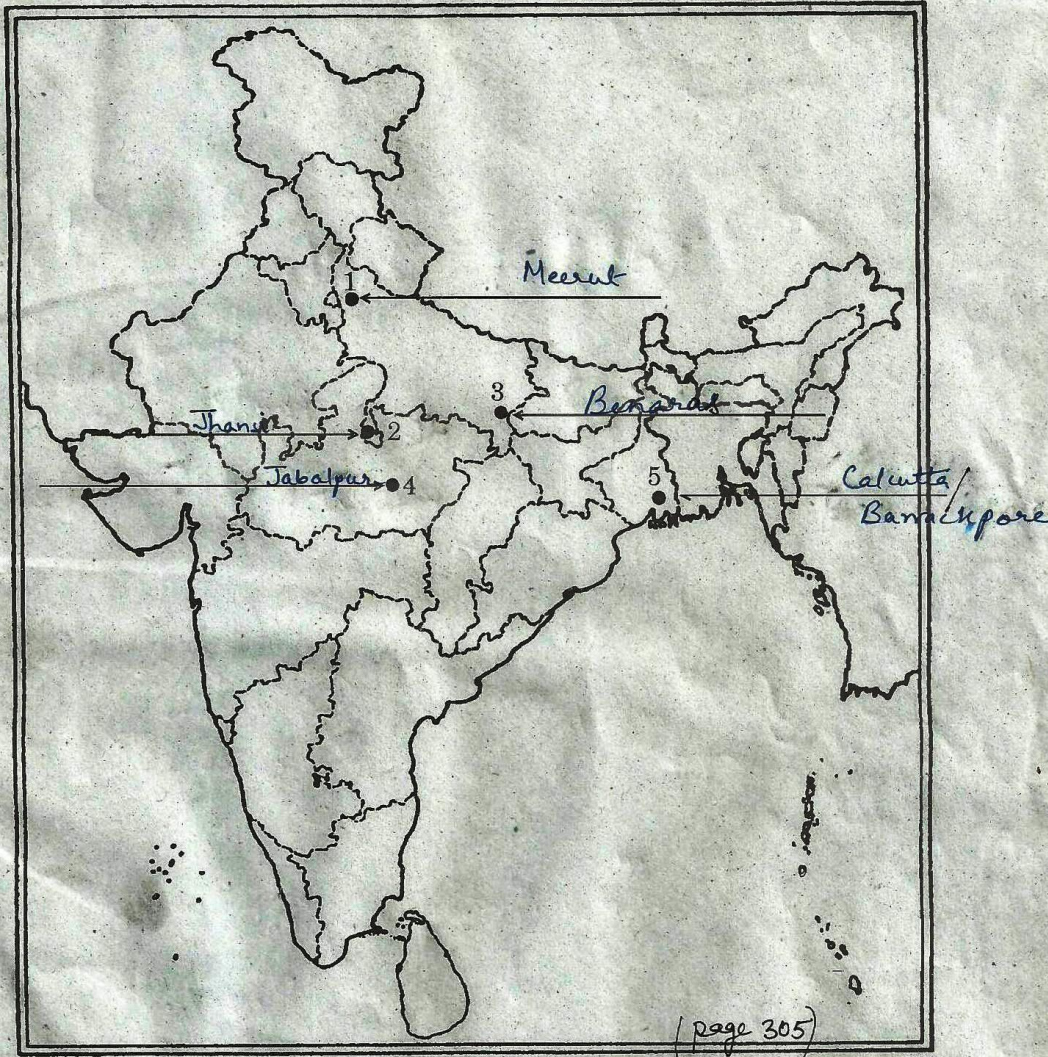 1
Meerut
3
Benaras
Jhansi
2
Jabalpur
4
5
Calcutta/
Barrackpore
(page 305)